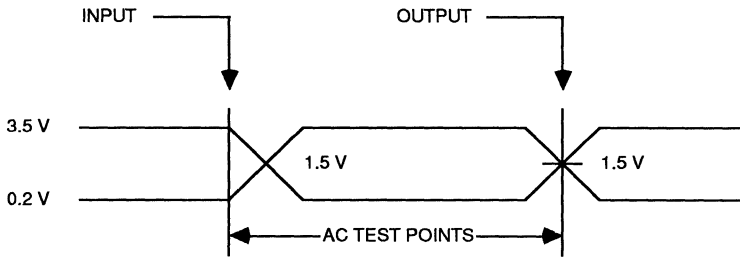 INPUT
OUTPUT
3.5 V
1.5 V
1.5 V
0.2 V
AC TEST POINTS